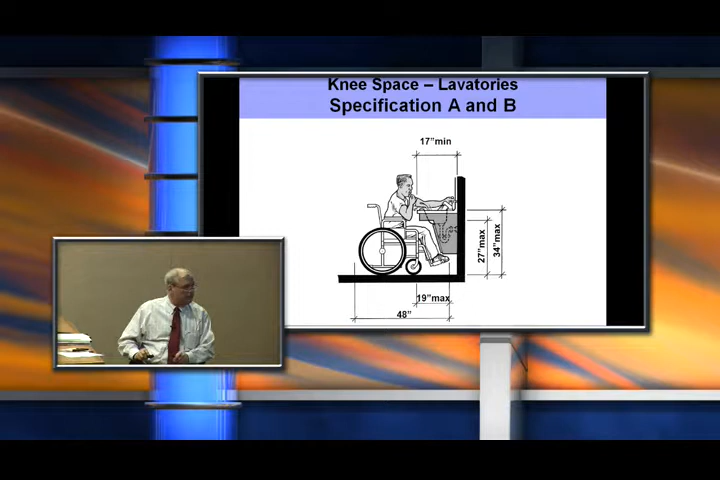 Knee Space – Lavatories
Specification A and B
17”min
27”max
34”max
19”max
48”